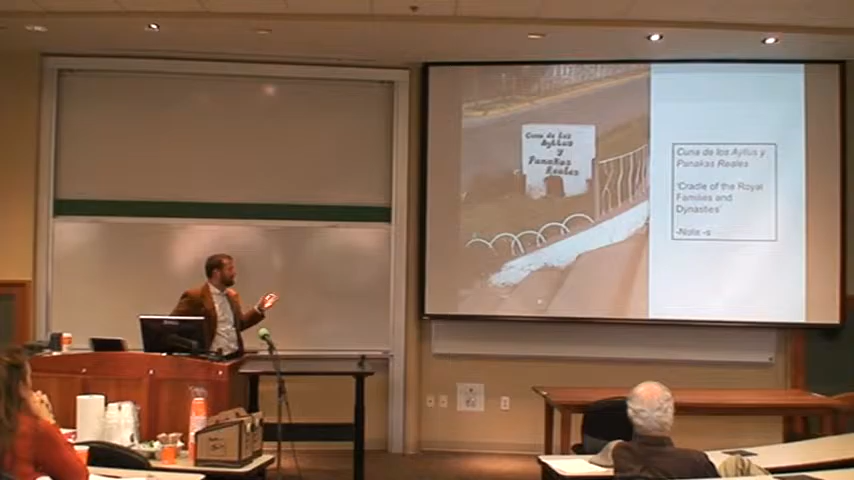 Cuna de los
Ayllus
y
Panakas
Reales
Cuna de los Ayllus y
Panakas Reales
'Cradle of the Royal
Families and
Dynasties'
-Note -s